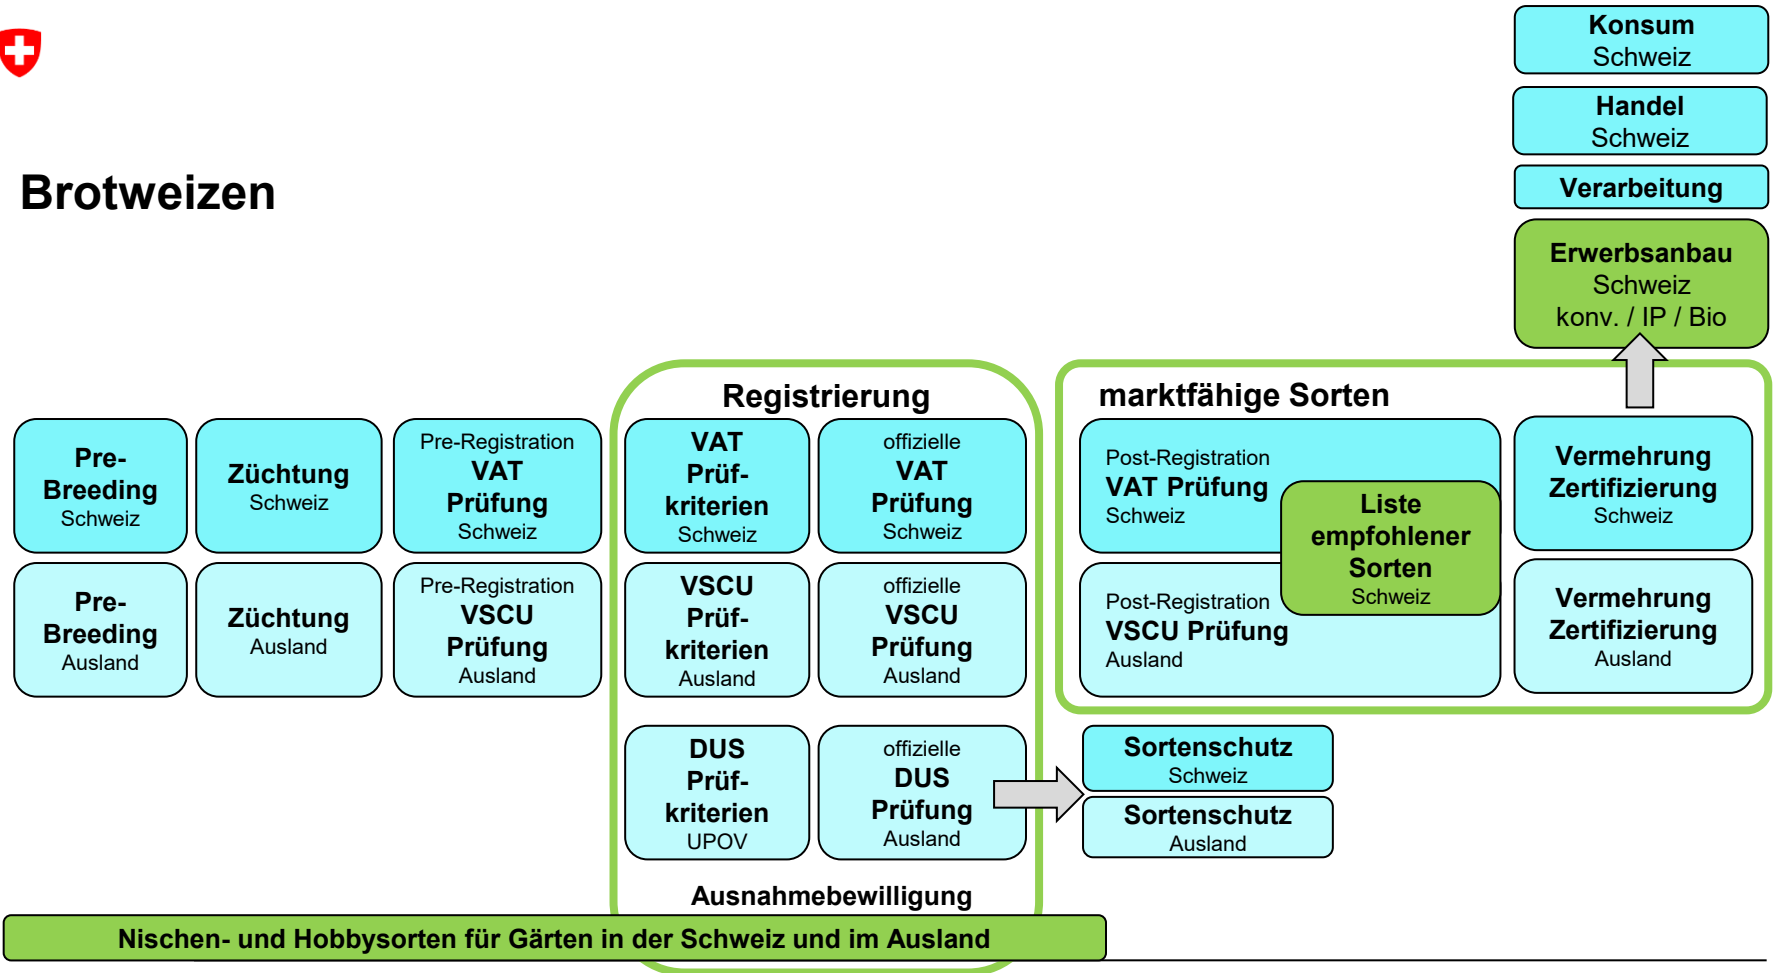 Konsum
Schweiz
Handel
Schweiz
Verarbeitung
Erwerbsanbau
Schweiz
konv. / IP / Bio
Brotweizen
Registrierung
marktfähige Sorten
Pre-
Breeding
Schweiz
Züchtung
Schweiz
Pre-Registration
VAT
Prüfung
Schweiz
VAT
Prüf-
kriterien
Schweiz
offizielle
VAT
Prüfung
Schweiz
Post-Registration
VAT Prüfung
Schweiz
Liste
empfohlener
Sorten
Schweiz
Vermehrung
Zertifizierung
Schweiz
Pre-
Breeding
Ausland
Züchtung
Ausland
Pre-Registration
VSCU
Prüfung
Ausland
VSCU
Prüf-
kriterien
Ausland
offizielle
VSCU
Prüfung
Ausland
Post-Registration
VSCU Prüfung
Ausland
Vermehrung
Zertifizierung
Ausland
DUS
Prüf-
kriterien
UPOV
offizielle
DUS
Prüfung
Ausland
Sortenschutz
Schweiz
Sortenschutz
Ausland
Ausnahmebewilligung
Nischen- und Hobbysorten für Gärten in der Schweiz und im Ausland